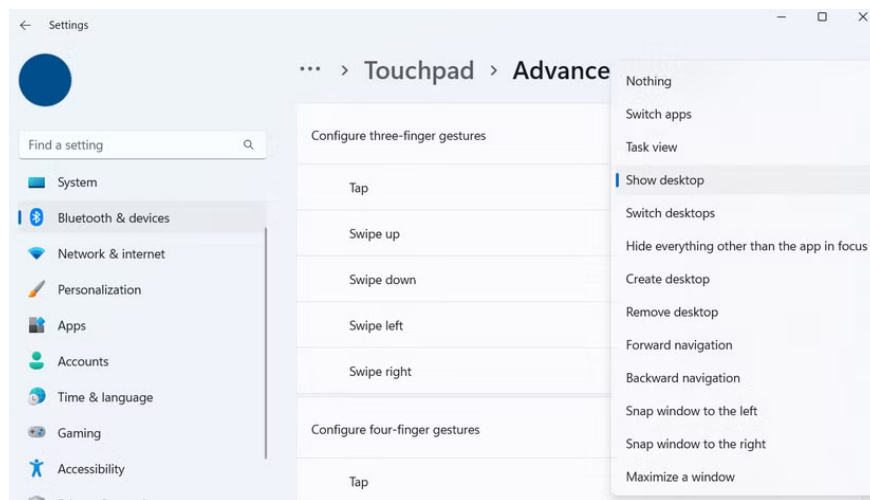 Settings
··· > Touchpad > Advance
Find a setting
System
Bluetooth & devices
Network & internet
Personalization
Apps
Accounts
Time & language
Gaming
Accessibility
Configure three-finger gestures
Tap
Swipe up
Swipe down
Swipe left
Swipe right
Configure four-finger gestures
Tap
Nothing
Switch apps
Task view
Show desktop
Switch desktops
Hide everything other than the app in focus
Create desktop
Remove desktop
Forward navigation
Backward navigation
Snap window to the left
Snap window to the right
Maximize a window